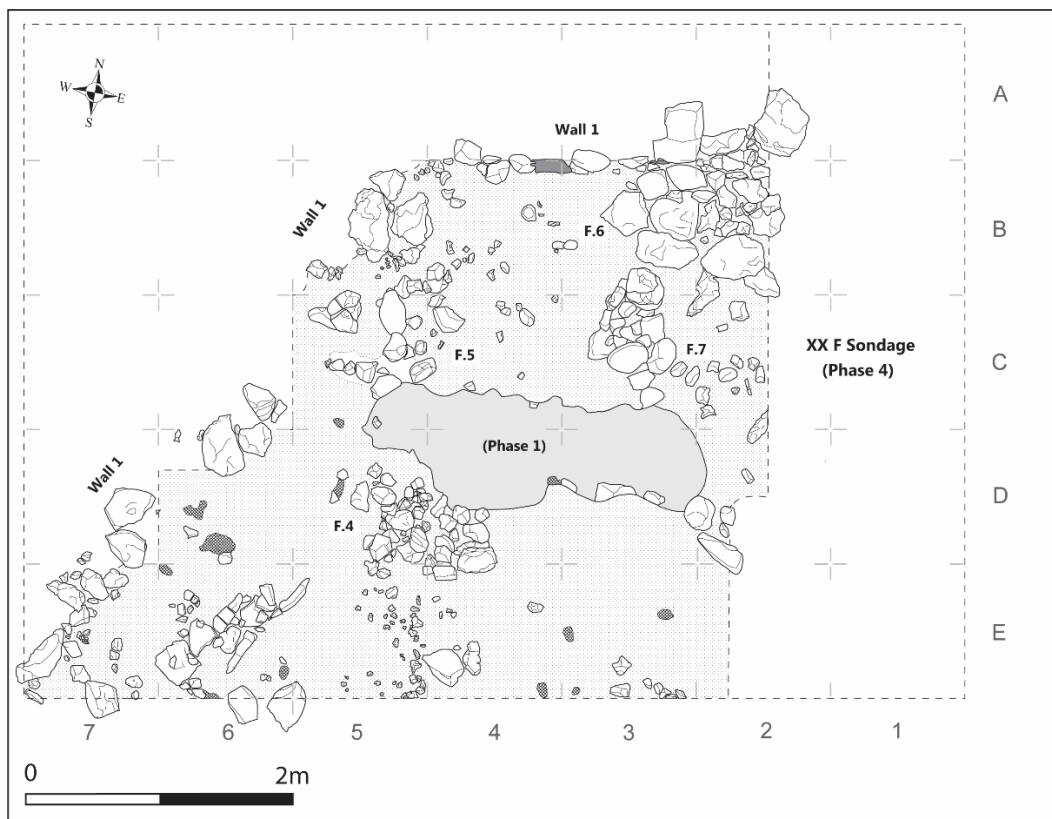 N
W
E
S
A
Wall 1
Wall 1
B
F.6
F.5
F.7
XX F Sondage
(Phase 4)
C
(Phase 1)
Wall 1
D
F.4
E
7
6
5
4
3
2
1
0
2m